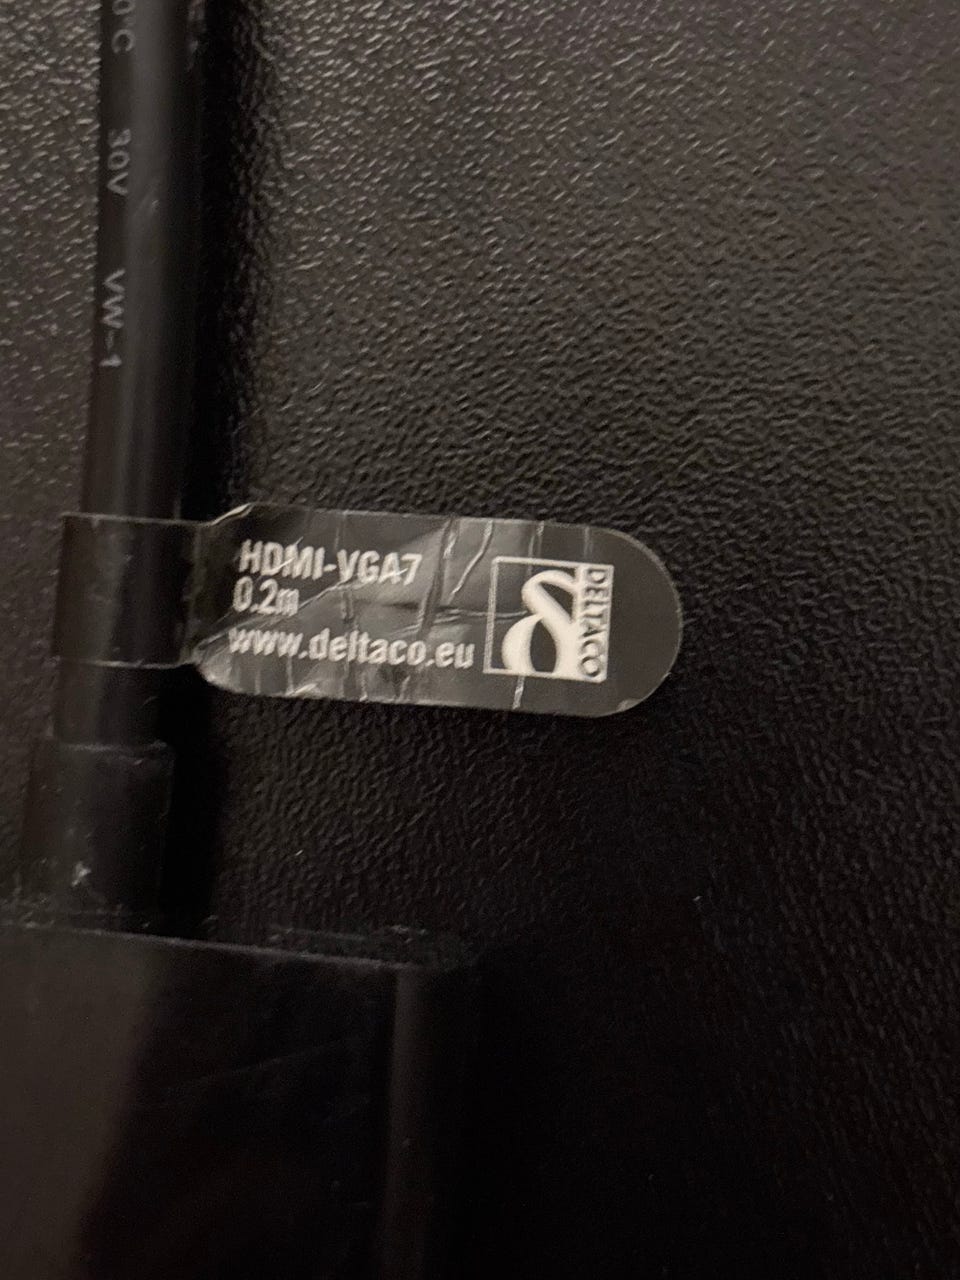 30V VW-1
HDMI-VGA7
0.2m
www.deltaco.eu
DELTACO